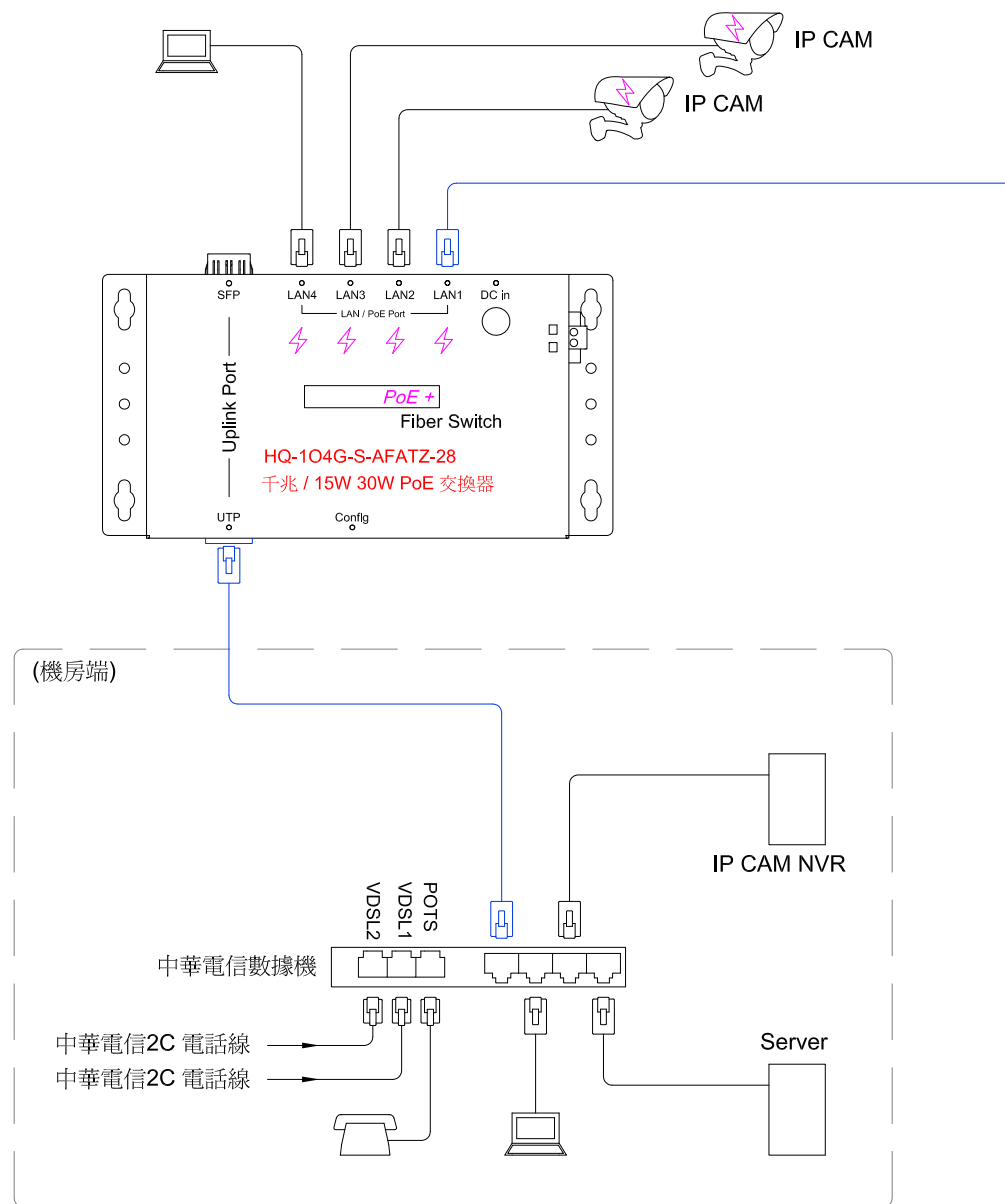 IP CAM
IP CAM
SFP
LAN4
LAN3
LAN2
LAN1
DC in
LAN / PoE Port
Uplink Port
PoE +
Fiber Switch
HQ-1O4G-S-AFATZ-28
千兆 / 15W 30W PoE 交換器
UTP
Conflg
(機房端)
IP CAM NVR
VDSL2
VDSL1
POTS
中華電信數據機
中華電信2C 電話線
中華電信2C 電話線
Server